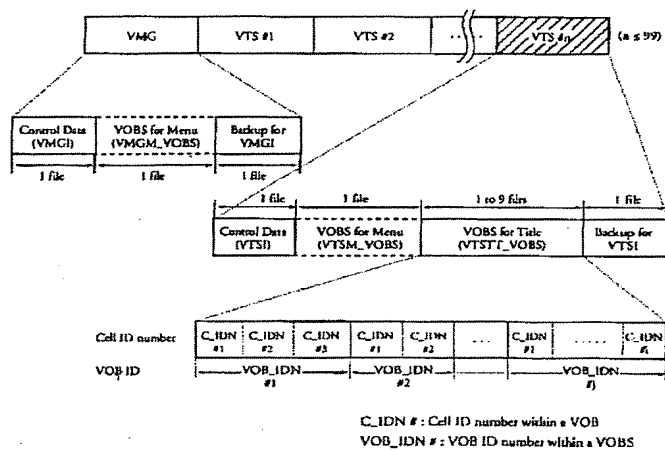 VMG VTS #1 VTS #2 ..... VTS #n (n ≤ 99)
Control Data (VMGI) VOBS for Menu (VMGM_VOBS) Backup for VMGI
1 file 1 file 1 file
1 file 1 file 1 to 9 files 1 file
Control Data (VTSI) VOBS for Menu (VTSM_VOBS) VOBS for Title (VTSTT_VOBS) Backup for VTSI
Cell ID number C_IDN #1 C_IDN #2 C_IDN #3 C_IDN #1 C_IDN #2 ... C_IDN #1 ..... C_IDN #i
VOB ID VOB_IDN #1 VOB_IDN #2 VOB_IDN #j
C_IDN # : Cell ID number within a VOB
VOB_IDN # : VOB ID number within a VOBS